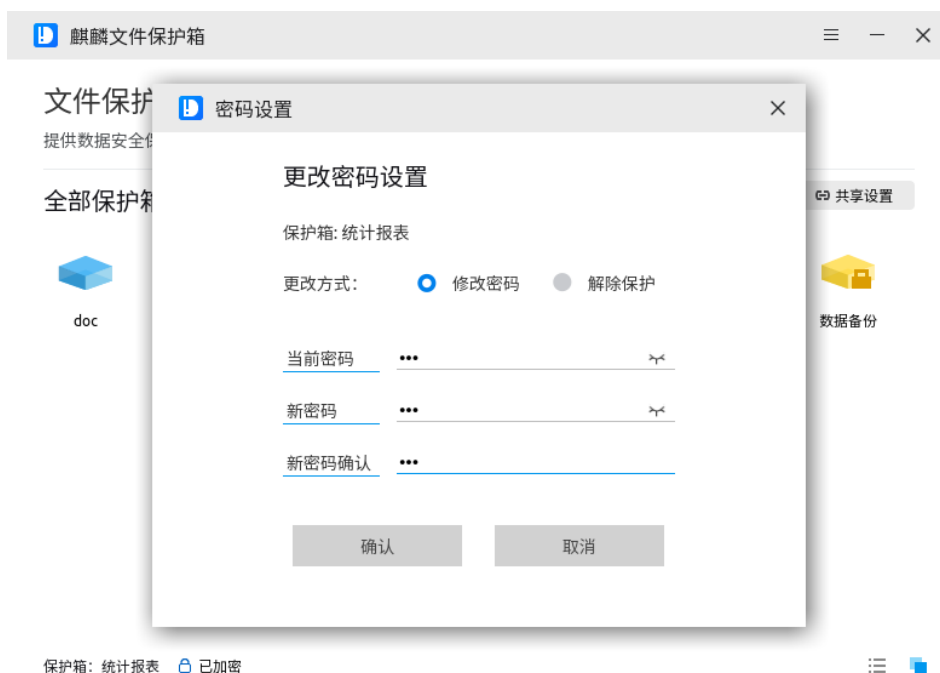 麒麟文件保护箱
文件保护
密码设置
提供数据安全
更改密码设置
全部保护
共享设置
保护箱: 统计报表
更改方式:
修改密码
解除保护
doc
数据备份
当前密码 •••
新密码 •••
新密码确认 •••
确认
取消
保护箱: 统计报表
已加密